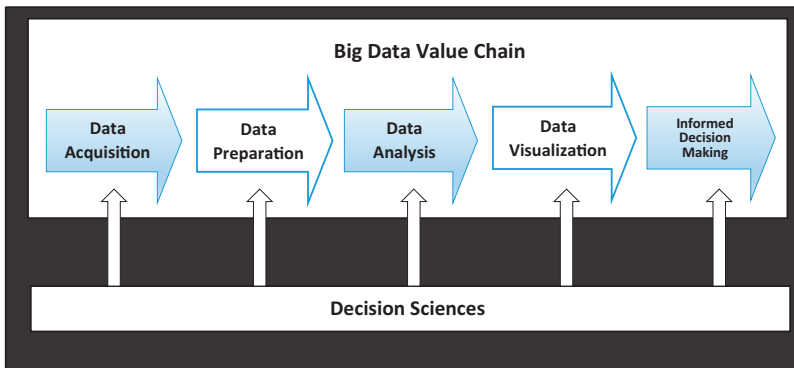 Big Data Value Chain
Data
Acquisition
Data
Preparation
Data
Analysis
Data
Visualization
Informed
Decision
Making
Decision Sciences